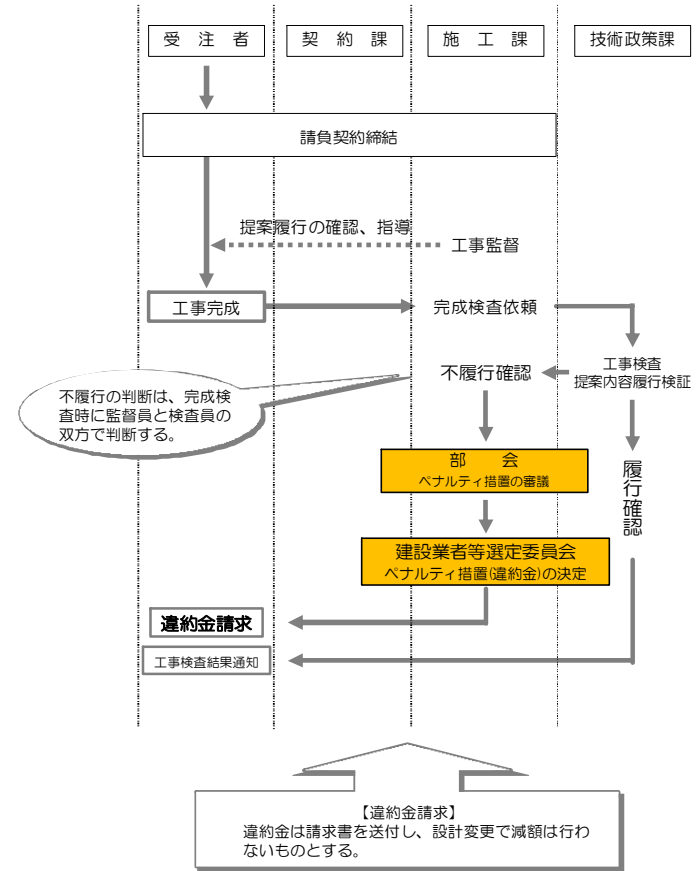 受 注 者
契 約 課
施 工 課
技術政策課
請負契約締結
提案履行の確認、指導
工事監督
工事完成
完成検査依頼
工事検査
提案内容履行検証
不履行確認
不履行の判断は、完成検
査時に監督員と検査員の
双方で判断する。
部 会
ペナルティ措置の審議
履行確認
建設業者等選定委員会
ペナルティ措置(違約金)の決定
違約金請求
工事検査結果通知
【違約金請求】
違約金は請求書を送付し、設計変更で減額は行わ
ないものとする。